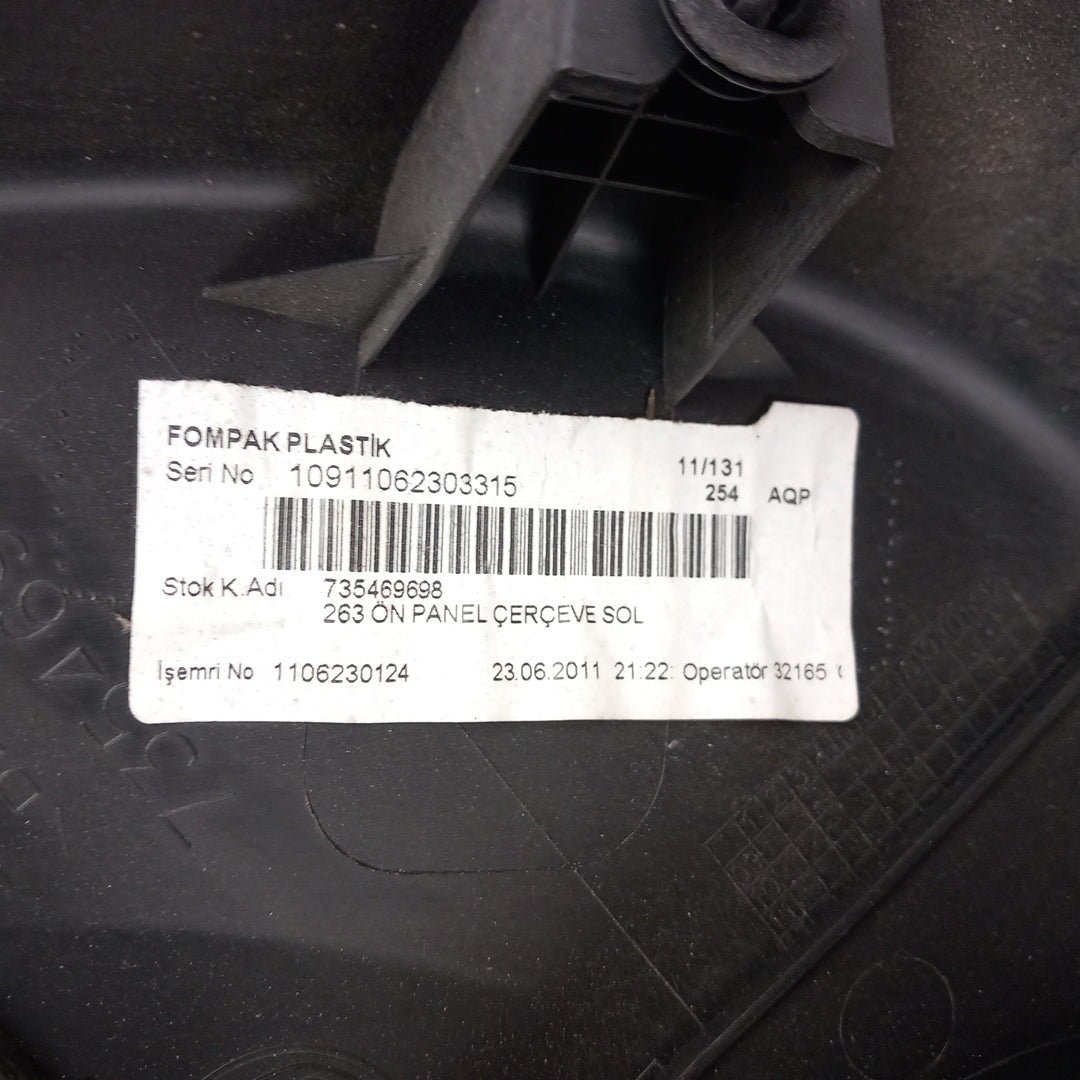 FOMPAK PLASTİK
Seri No 10911062303315
11/131
254 AQP
Stok K.Adı 735469698
263 ÖN PANEL ÇERÇEVE SOL
İşemri No 1106230124 23.06.2011 21:22: Operatör 32165